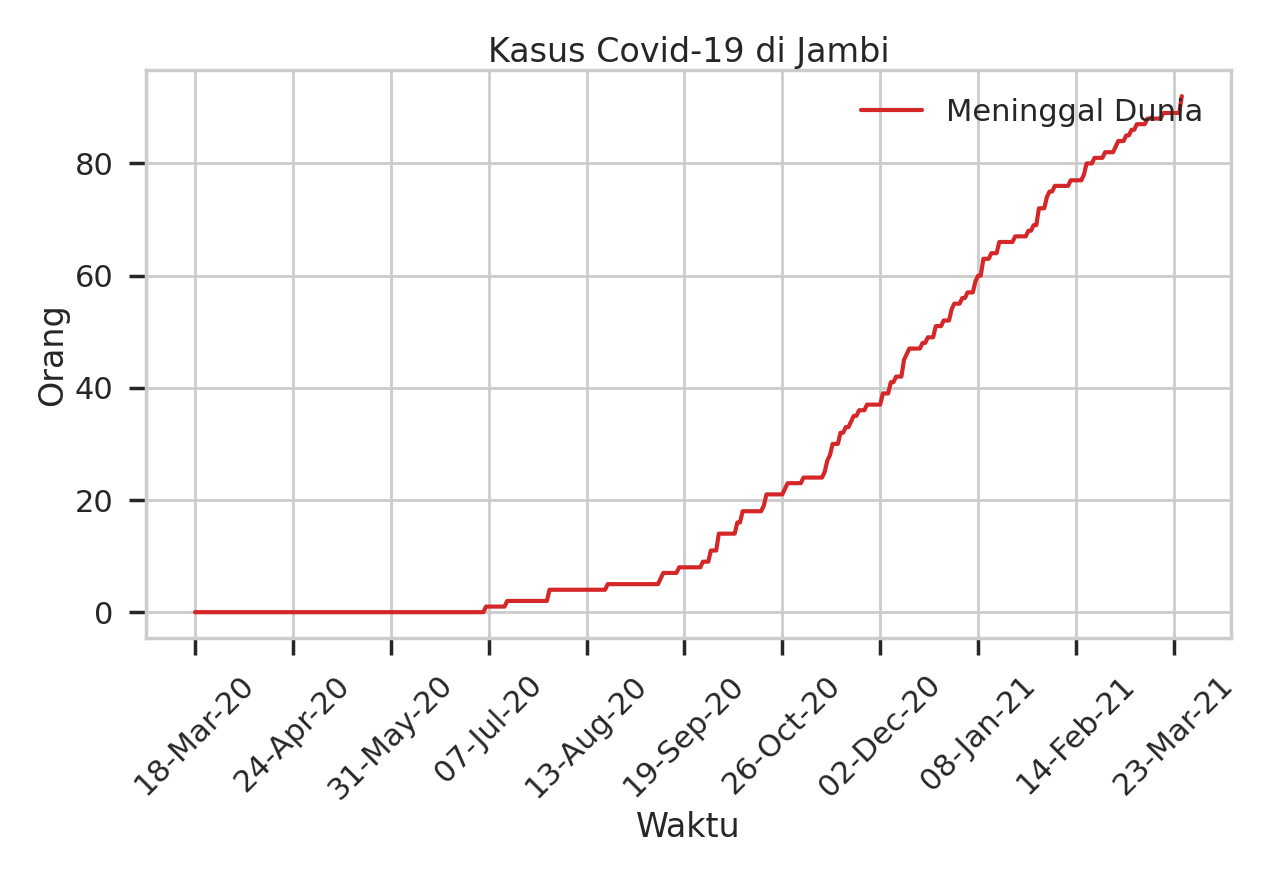 Kasus Covid-19 di Jambi
Meninggal Dunia
Orang
80
60
40
20
0
18-Mar-20
24-Apr-20
31-May-20
07-Jul-20
13-Aug-20
19-Sep-20
26-Oct-20
02-Dec-20
08-Jan-21
14-Feb-21
23-Mar-21
Waktu